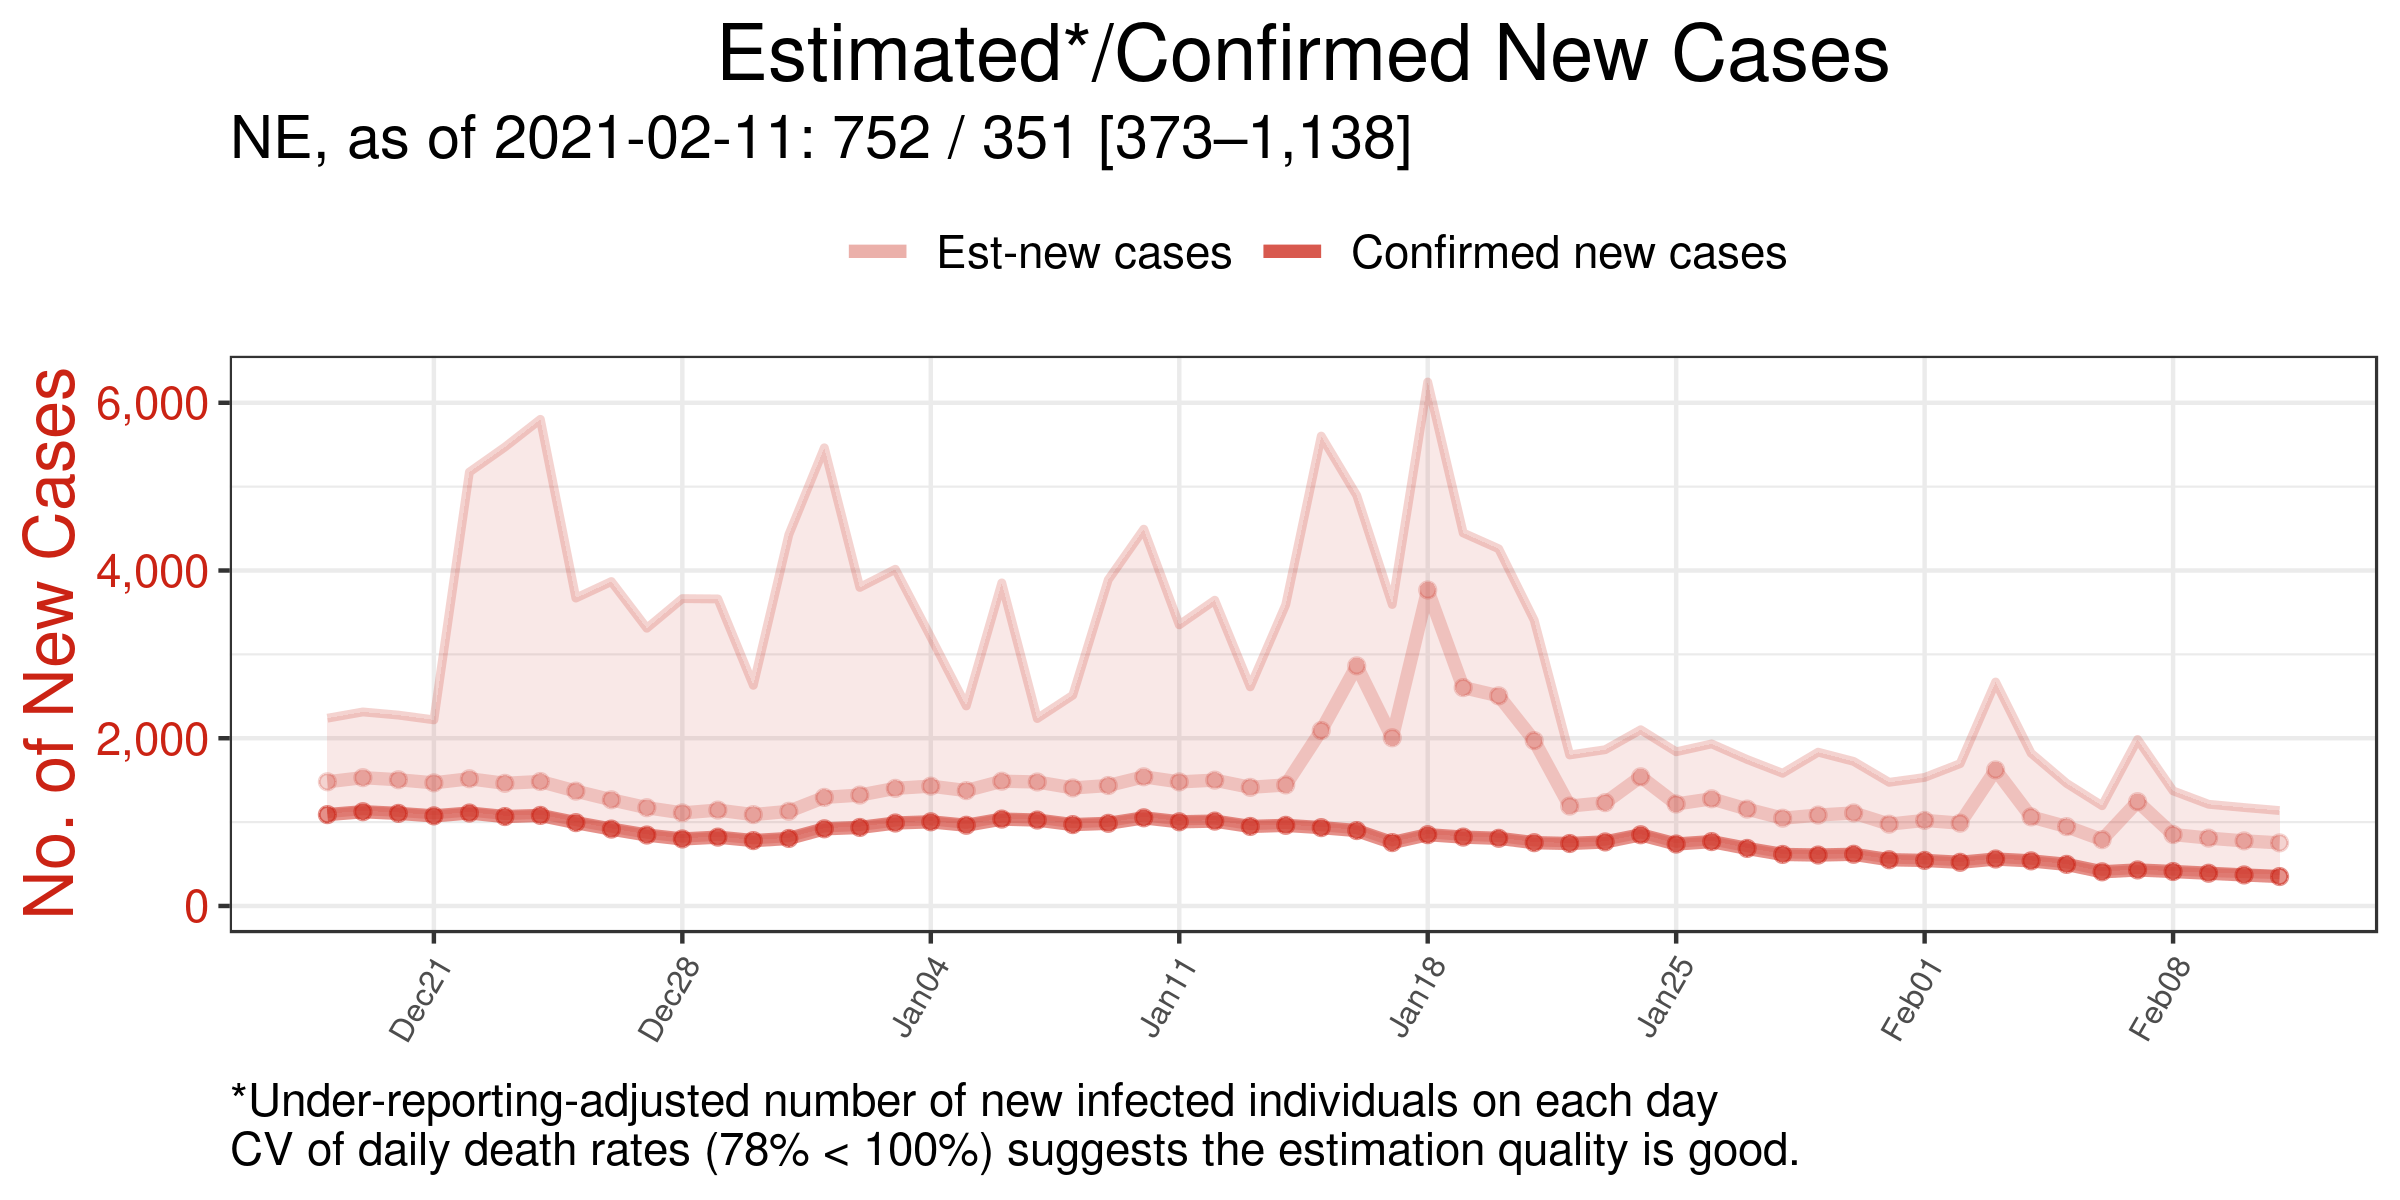 Estimated*/Confirmed New Cases
NE, as of 2021-02-11: 752 / 351 [373–1,138]
Est-new cases Confirmed new cases
No. of New Cases
6,000
4,000
2,000
0
Dec21 Dec28 Jan04 Jan11 Jan18 Jan25 Feb01 Feb08
*Under-reporting-adjusted number of new infected individuals on each day
CV of daily death rates (78% < 100%) suggests the estimation quality is good.